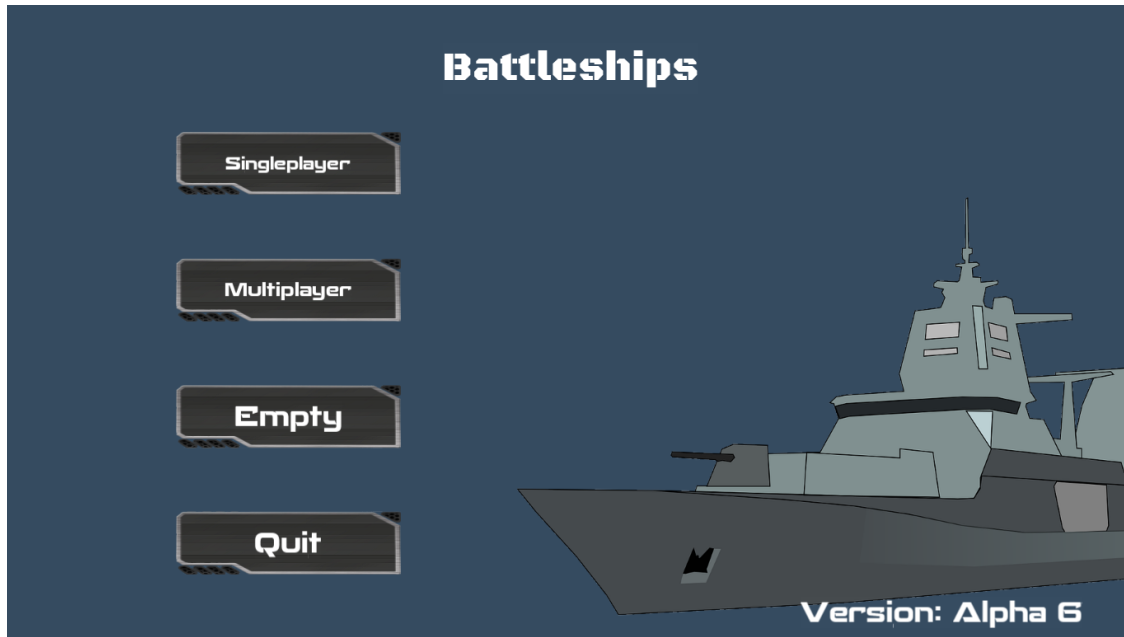 Battleships
Singleplayer
Multiplayer
Empty
Quit
Version: Alpha 6